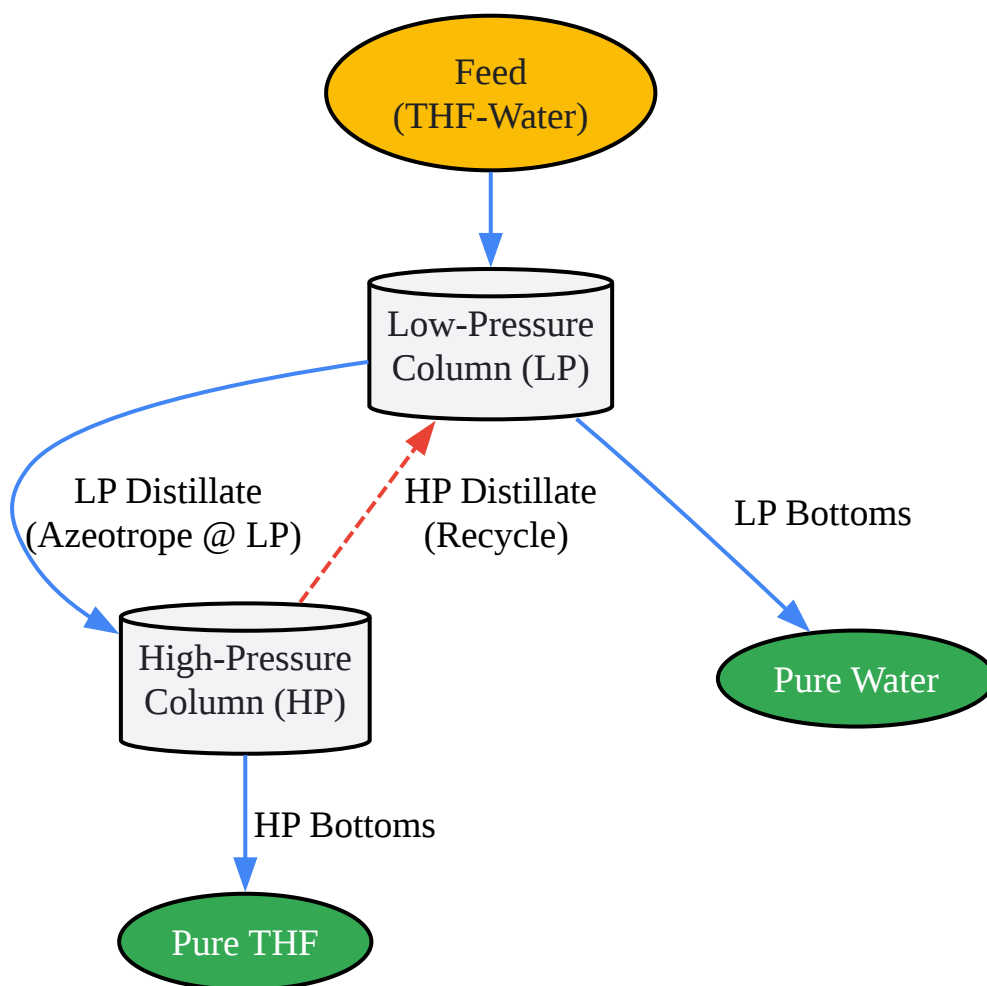 Feed
(THF-Water)
Low-Pressure
Column (LP)
LP Distillate
(Azeotrope @ LP)
HP Distillate
(Recycle)
LP Bottoms
High-Pressure
Column (HP)
Pure Water
HP Bottoms
Pure THF